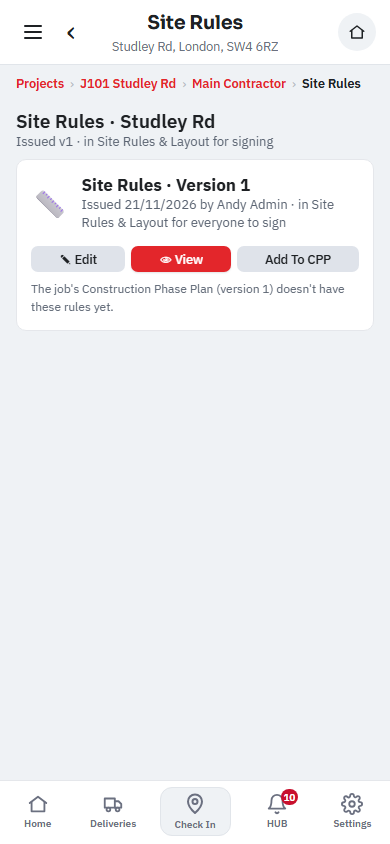 Site Rules
Studley Rd, London, SW4 6RZ
Projects › J101 Studley Rd › Main Contractor › Site Rules
Site Rules · Studley Rd
Issued v1 · in Site Rules & Layout for signing
Site Rules · Version 1
Issued 21/11/2026 by Andy Admin · in Site
Rules & Layout for everyone to sign
Edit View Add To CPP
The job's Construction Phase Plan (version 1) doesn't have
these rules yet.
10
Home Deliveries Check In HUB Settings